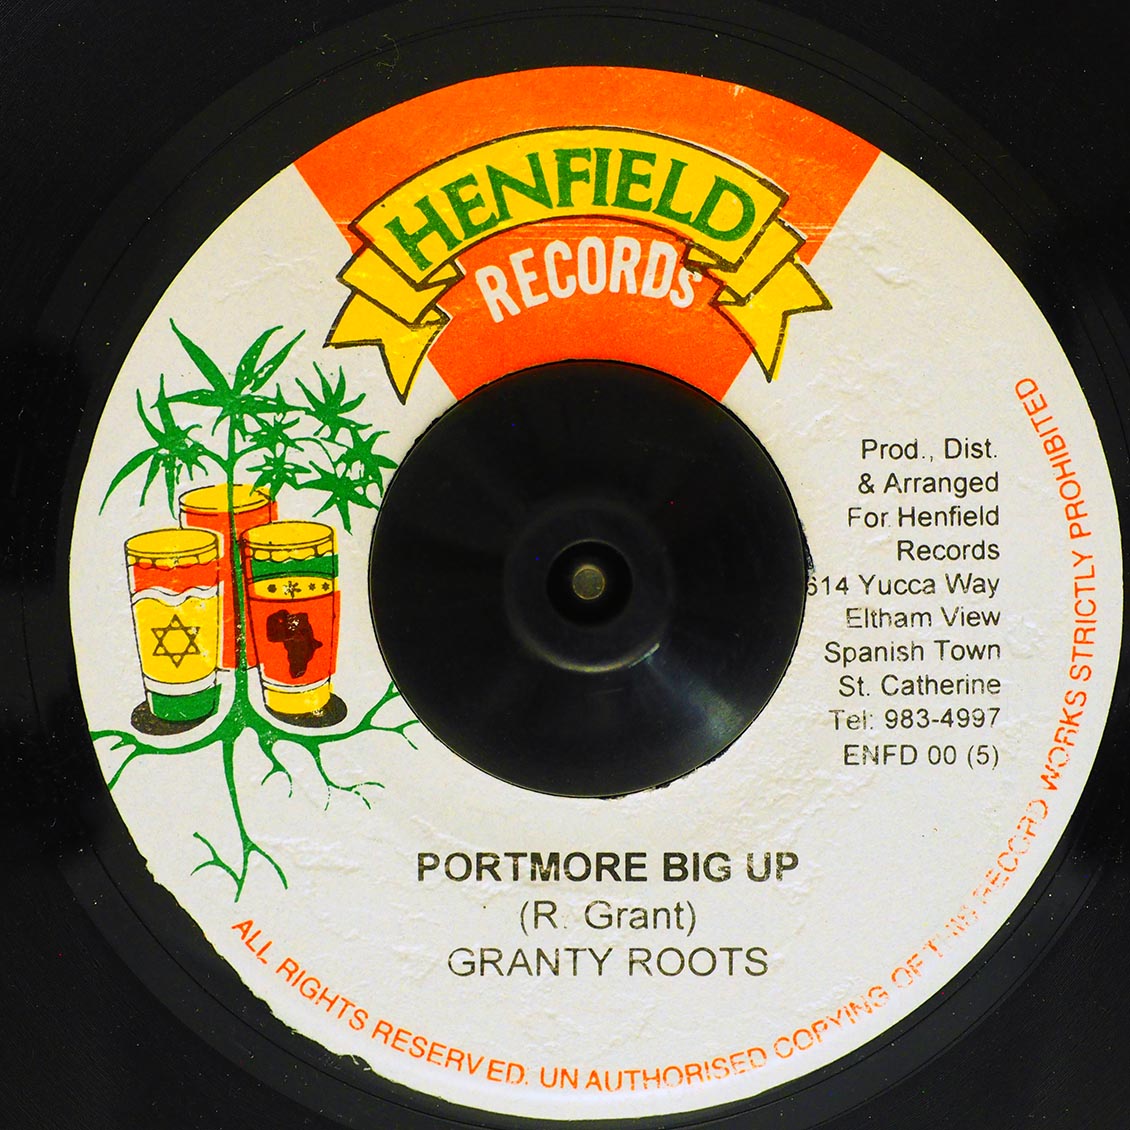 HENFIELD
RECORDS
Prod., Dist.
& Arranged
For Henfield
Records
614 Yucca Way
Eltham View
Spanish Town
St. Catherine
Tel: 983-4997
ENFD 00 (5)
PORTMORE BIG UP
(R. Grant)
GRANTY ROOTS
ALL RIGHTS RESERVED. UNAUTHORISED COPYING OF THIS RECORD WORKS STRICTLY PROHIBITED